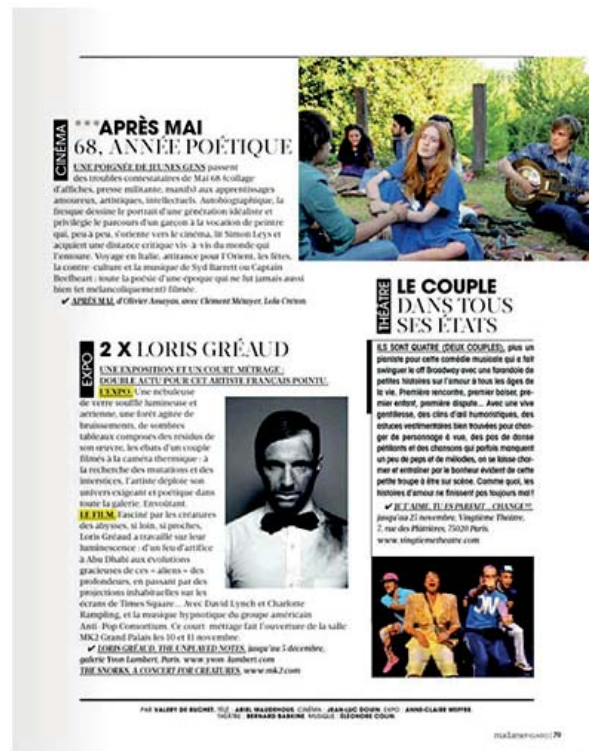 CINÉMA
***APRÈS MAI
68, ANNÉE POÉTIQUE
UNE POIGNÉE DE JEUNES GENS passent
des troubles contestataires de Mai 68 (collage
d'affiches, presse militante, manifs) aux apprentissages
amoureux, artistiques, intellectuels. Autobiographique, la
fresque dessine le portrait d'une génération idéaliste et
privilégie le parcours d'un garçon à la vocation de peintre
qui, peu à peu, s'oriente vers le cinéma, lit Simon Leys et
acquiert une distance critique vis-à-vis du monde qui
l'entoure. Voyage en Italie, attirance pour l'Orient, les fêtes,
la contre-culture et la musique de Syd Barrett ou Captain
Beefheart : toute la poésie d'une époque qui ne fut jamais aussi
bien (et mélancoliquement) filmée.
✔ APRÈS MAI, d'Olivier Assayas, avec Clément Métayer, Lola Créton
EXPO
2 X LORIS GRÉAUD
UNE EXPOSITION ET UN COURT MÉTRAGE :
DOUBLE ACTU POUR CET ARTISTE FRANÇAIS POINTU.
L'EXPO. Une nébuleuse
de verre soufflé lumineuse et
aérienne, une forêt agitée de
bruissements, de sombres
tableaux composés des résidus de
son œuvre, les ébats d'un couple
filmés à la caméra thermique : à
la recherche des mutations et des
interstices, l'artiste déploie son
univers exigeant et poétique dans
toute la galerie. Envoûtant.
LE FILM. Fasciné par les créatures
des abysses, si loin, si proches,
Loris Gréaud a travaillé sur leur
luminescence : d'un feu d'artifice
à Abu Dhabi aux évolutions
gracieuses de ces « aliens » des
profondeurs, en passant par des
projections inhabituelles sur les
écrans de Times Square... Avec David Lynch et Charlotte
Rampling, et la musique hypnotique du groupe américain
Anti-Pop Consortium. Ce court-métrage fait l'ouverture de la salle
MK2 Grand Palais les 10 et 11 novembre.
✔ LORIS GRÉAUD, THE UNPLAYED NOTES, jusqu'au 5 décembre,
galerie Yvon Lambert, Paris. www.yvon-lambert.com
THE SNORKS, A CONCERT FOR CREATURES, www.mk2.com
THÉÂTRE
LE COUPLE
DANS TOUS
SES ÉTATS
ILS SONT QUATRE (DEUX COUPLES), plus un
pianiste pour cette comédie musicale qui a fait
swinguer le off Broadway avec une farandole de
petites histoires sur l'amour à tous les âges de
la vie. Première rencontre, premier baiser, pre-
mier enfant, première dispute... Avec une vive
gentillesse, des clins d'œil humoristiques, des
astuces vestimentaires bien trouvées pour chan-
ger de personnage à vue, des pas de danse
pétillants et des chansons qui parfois manquent
un peu de peps et de mélodies, on se laisse char-
mer et entraîner par le bonheur évident de cette
petite troupe à être sur scène. Comme quoi, les
histoires d'amour ne finissent pas toujours mal !
✔ JE T'AIME, TU ES PARFAIT... CHANGE !!!,
jusqu'au 25 novembre, Vingtième Théâtre,
7, rue des Plâtrières, 75020 Paris.
www.vingtiemetheatre.com
PAR VALERY DE BUCHET. TÉLÉ : ARIEL WAUDRHOUS. CINÉMA : JEAN-LUC DOUIN. EXPO : ANNE-CLAIRE MEFFRE.
THÉÂTRE : BERNARD BABKINE. MUSIQUE : ÉLÉONORE COLIN.
madameFIGARO | 79